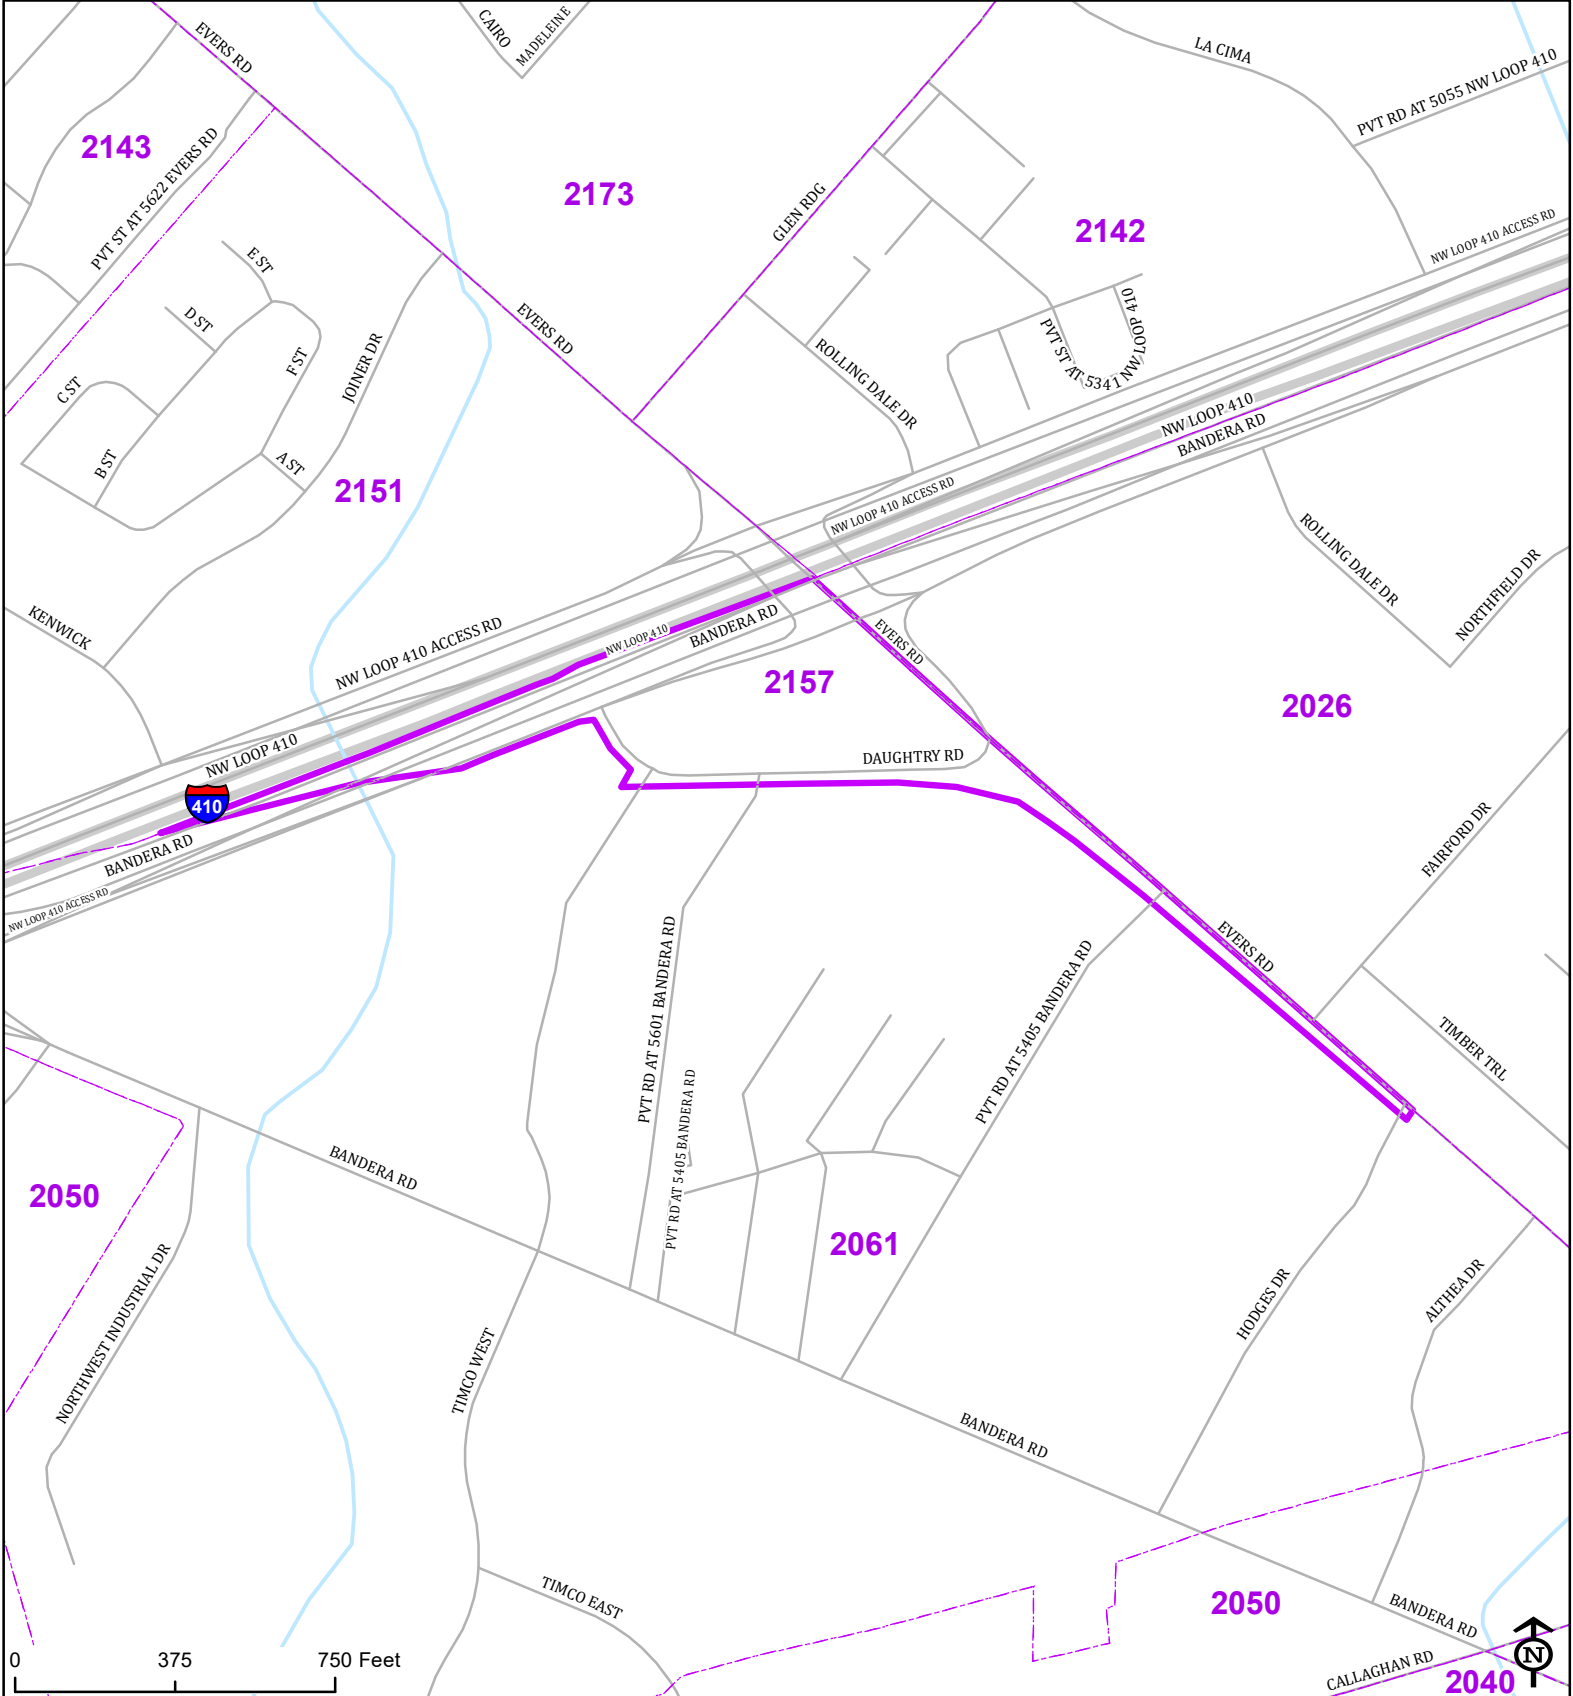 CAIRO
MADELEINE
EVERS RD
LA CIMA
PVT RD AT 5055 NW LOOP 410
2143
PVT ST AT 5622 EVERS RD
2173
GLEN RDG
2142
NW LOOP 410 ACCESS RD
E ST
D ST
F ST
JOINER DR
C ST
B ST
A ST
EVERS RD
ROLLING DALE DR
PVT ST AT 5341 NW LOOP 410
NW LOOP 410
BANDERA RD
2151
NW LOOP 410 ACCESS RD
ROLLING DALE DR
NORTHFIELD DR
KENWICK
NW LOOP 410 ACCESS RD
NW LOOP 410
BANDERA RD
EVERS RD
2157
2026
NW LOOP 410
DAUGHTRY RD
410
BANDERA RD
NW LOOP 410 ACCESS RD
FAIRFORD DR
EVERS RD
PVT RD AT 5601 BANDERA RD
PVT RD AT 5405 BANDERA RD
PVT RD AT 5405 BANDERA RD
TIMBER TRL
BANDERA RD
2050
2061
NORTHWEST INDUSTRIAL DR
TIMCO WEST
HODGES DR
ALTHEA DR
BANDERA RD
TIMCO EAST
2050
BANDERA RD
CALLAGHAN RD
2040
N
0 375 750 Feet